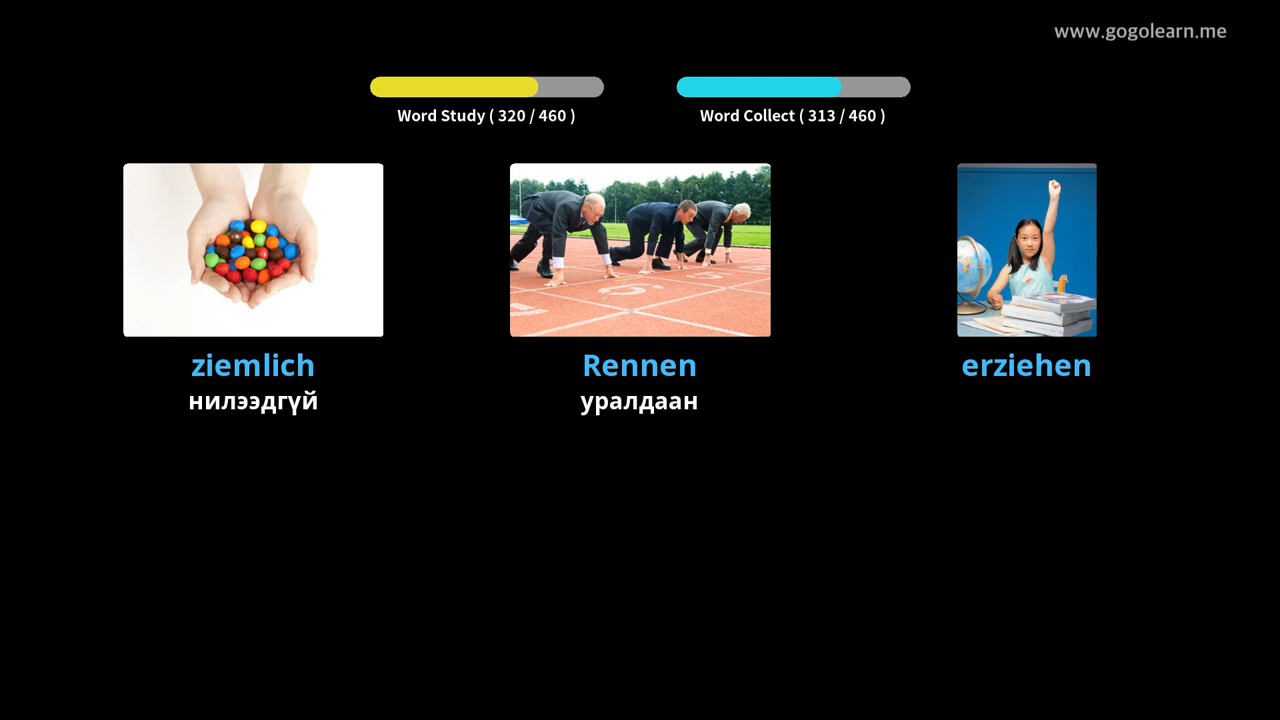 www.gogolearn.me
Word Study ( 320 / 460 )
Word Collect ( 313 / 460 )
ziemlich
нилээдгүй
Rennen
уралдаан
erziehen